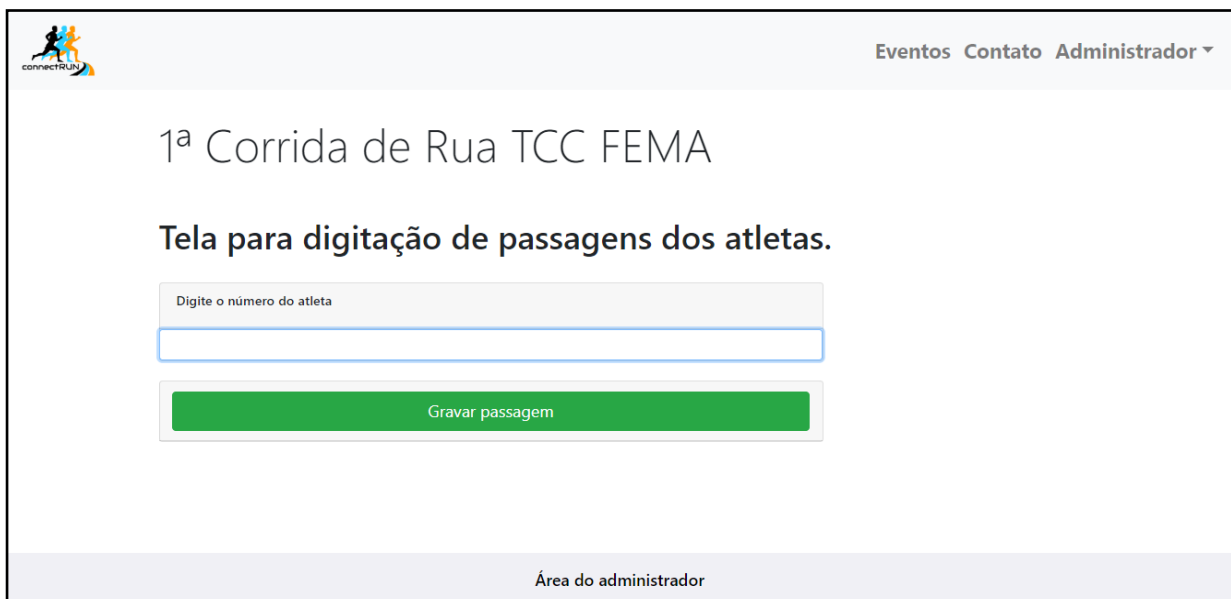 connectRUN
Eventos Contato Administrador
1ª Corrida de Rua TCC FEMA
Tela para digitação de passagens dos atletas.
Digite o número do atleta
Gravar passagem
Área do administrador